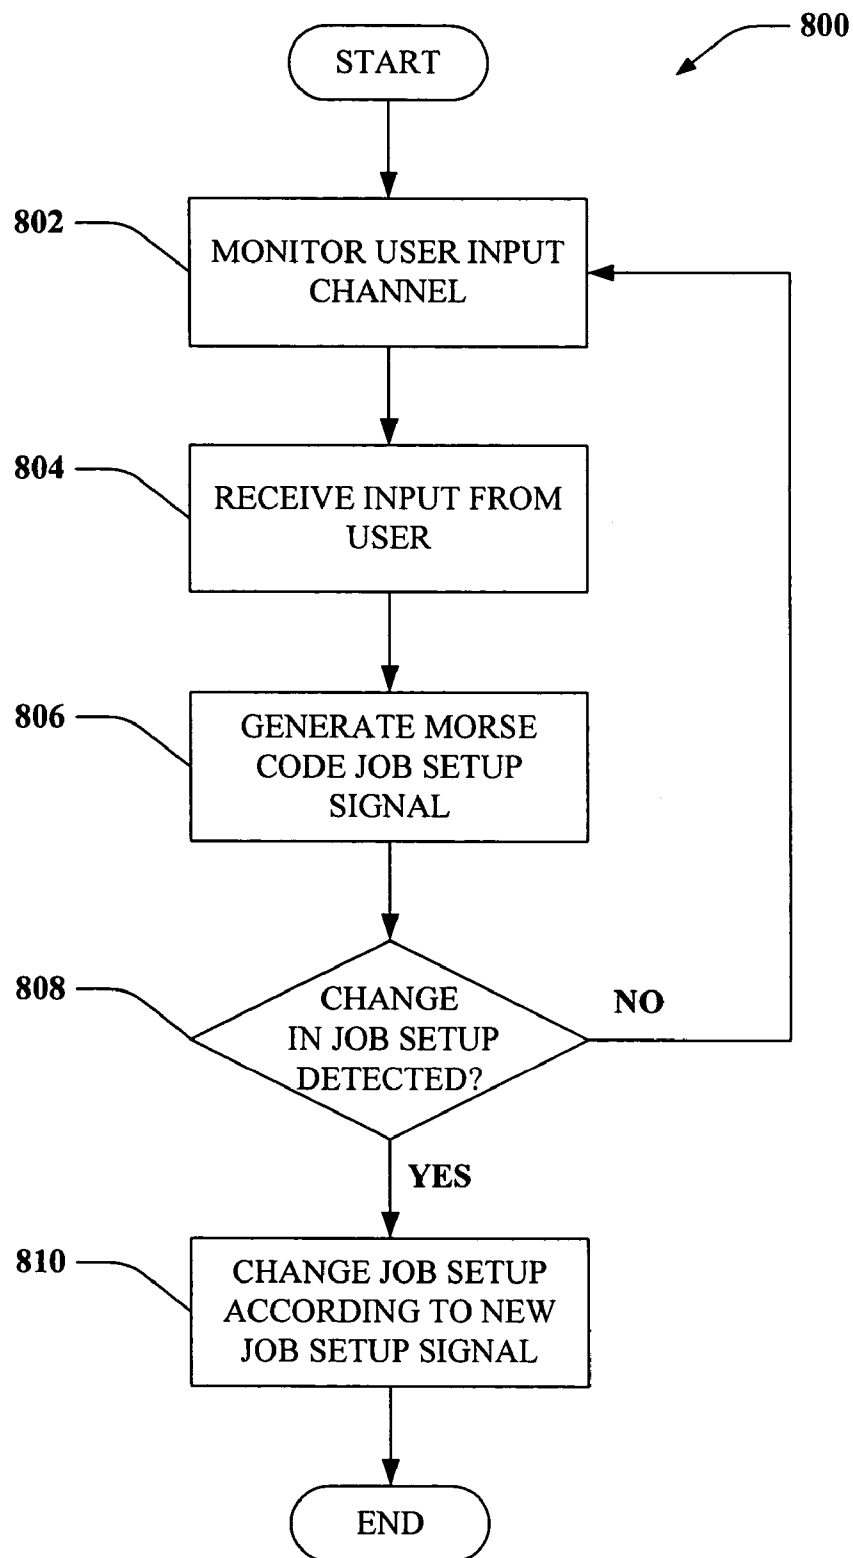 800
START
802
MONITOR USER INPUT
CHANNEL
804
RECEIVE INPUT FROM
USER
806
GENERATE MORSE
CODE JOB SETUP
SIGNAL
808
CHANGE
IN JOB SETUP
DETECTED?
NO
YES
810
CHANGE JOB SETUP
ACCORDING TO NEW
JOB SETUP SIGNAL
END